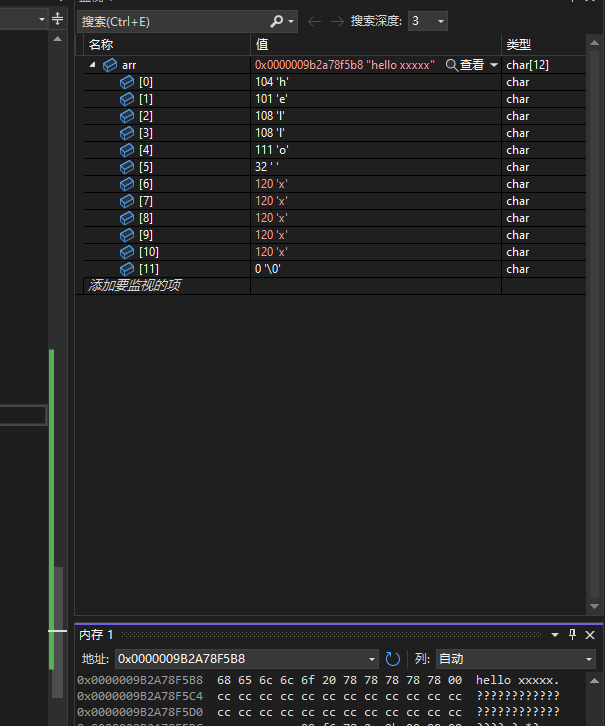 搜索(Ctrl+E)
搜索深度: 3
名称 值 类型
arr 0x0000009b2a78f5b8 "hello xxxxx" 查看 char[12]
[0] 104 'h' char
[1] 101 'e' char
[2] 108 'l' char
[3] 108 'l' char
[4] 111 'o' char
[5] 32 ' ' char
[6] 120 'x' char
[7] 120 'x' char
[8] 120 'x' char
[9] 120 'x' char
[10] 120 'x' char
[11] 0 '\0' char
添加要监视的项
内存 1
地址: 0x0000009B2A78F5B8 列: 自动
0x0000009B2A78F5B8 68 65 6c 6c 6f 20 78 78 78 78 78 00 hello xxxxx.
0x0000009B2A78F5C4 cc cc cc cc cc cc cc cc cc cc cc cc ????????????
0x0000009B2A78F5D0 cc cc cc cc cc cc cc cc cc cc cc cc ????????????